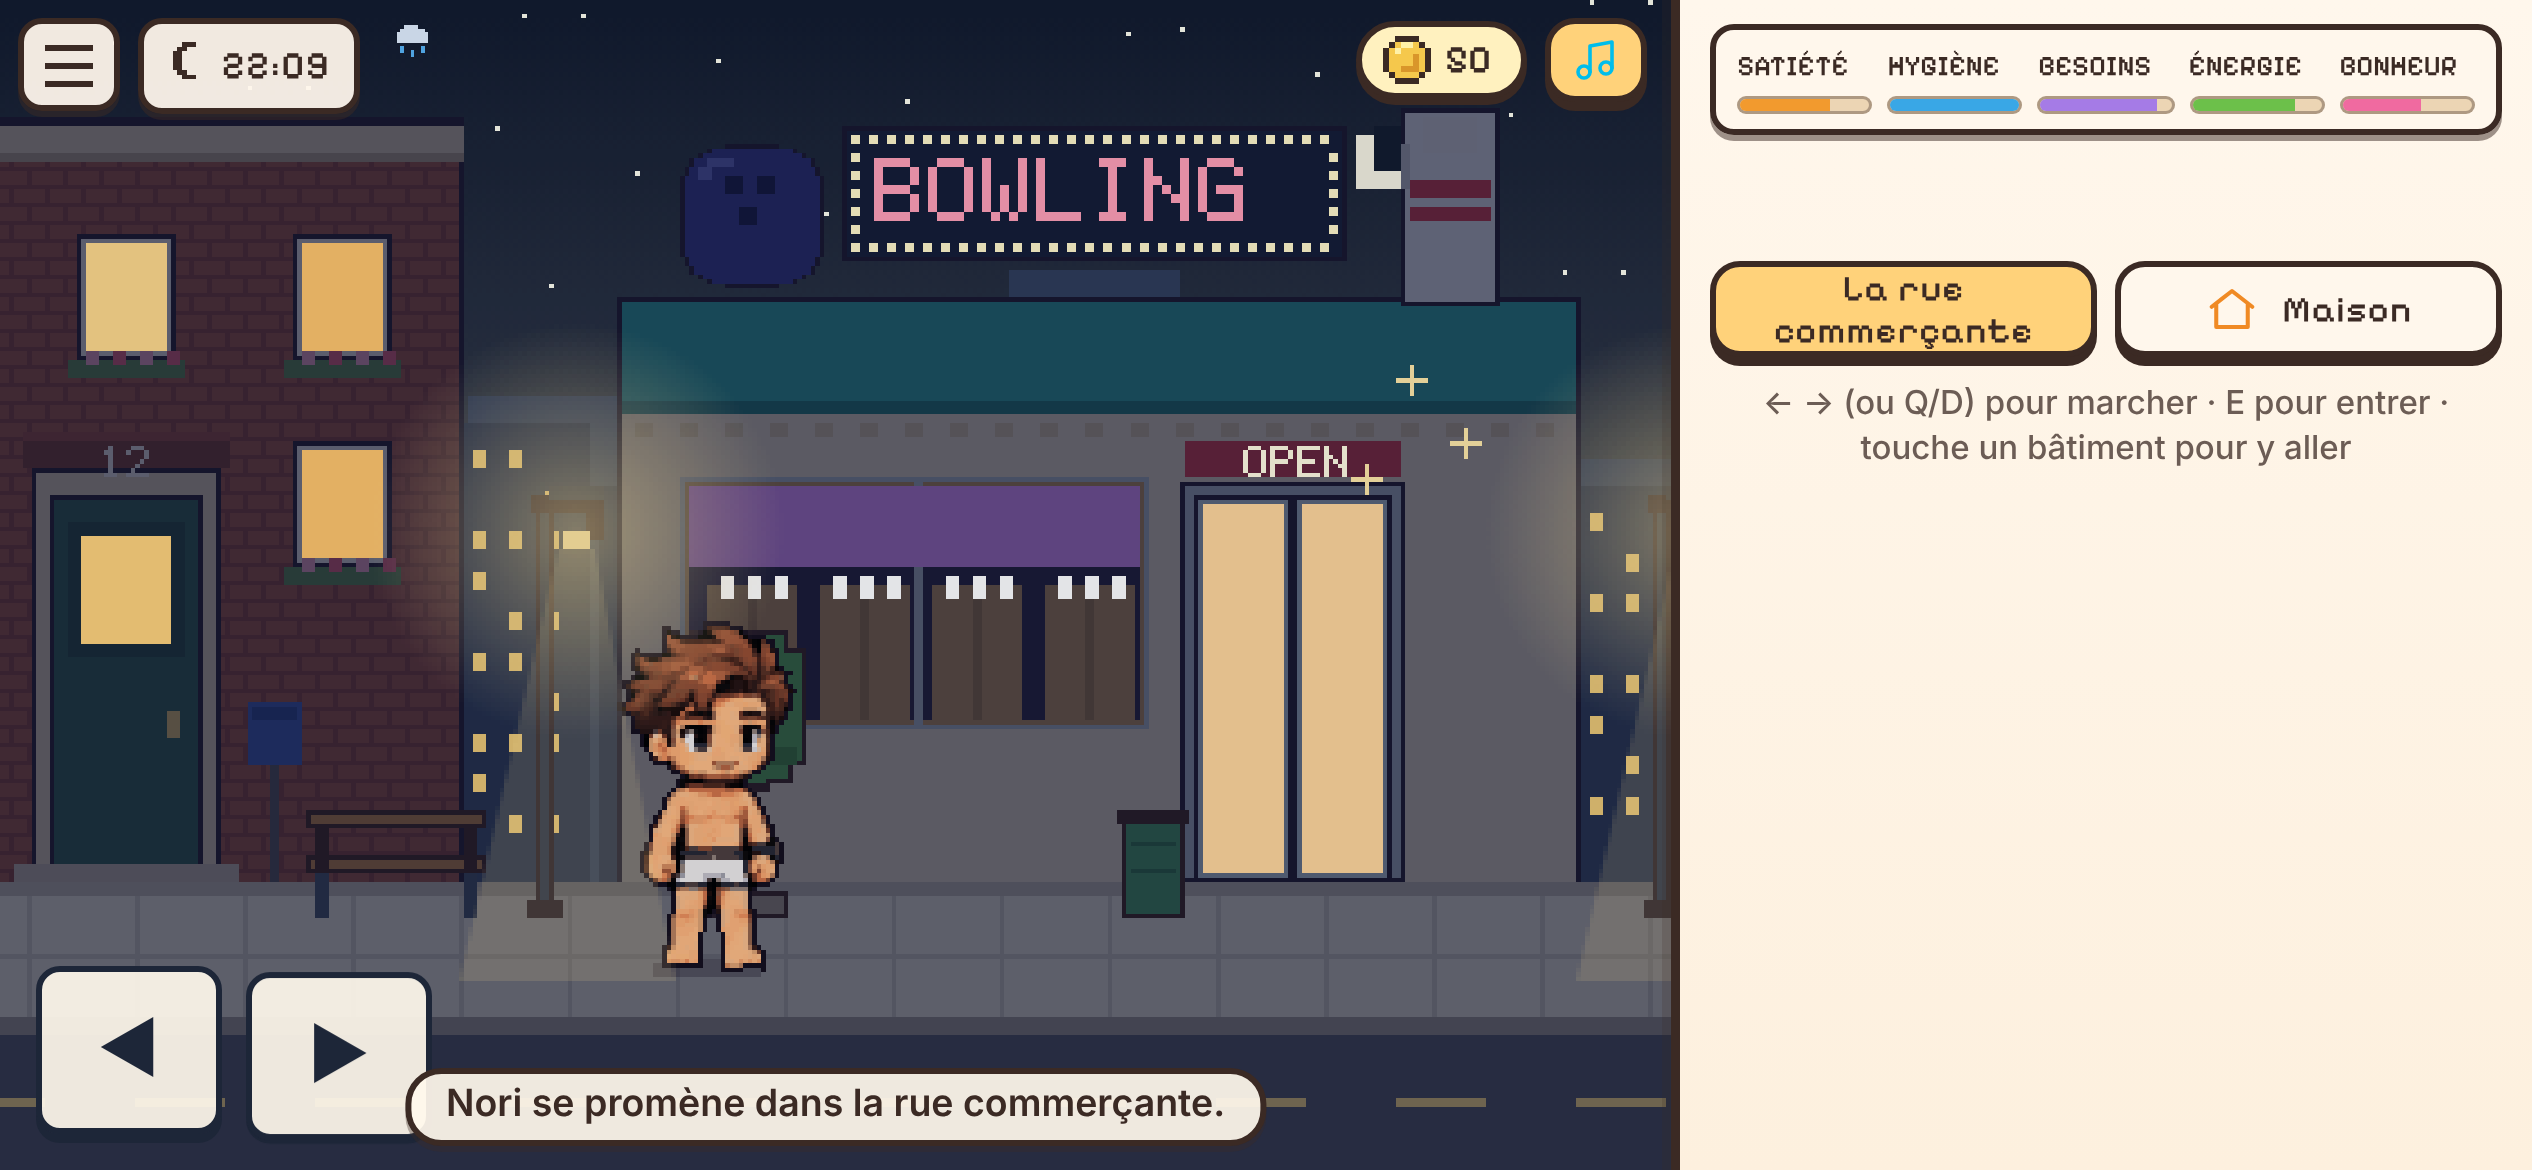 22:09
50
SATIÉTÉ HYGIÈNE BESOINS ÉNERGIE BONHEUR
BOWLING
La rue
commerçante
Maison
← → (ou Q/D) pour marcher · E pour entrer ·
touche un bâtiment pour y aller
12
OPEN
Nori se promène dans la rue commerçante.